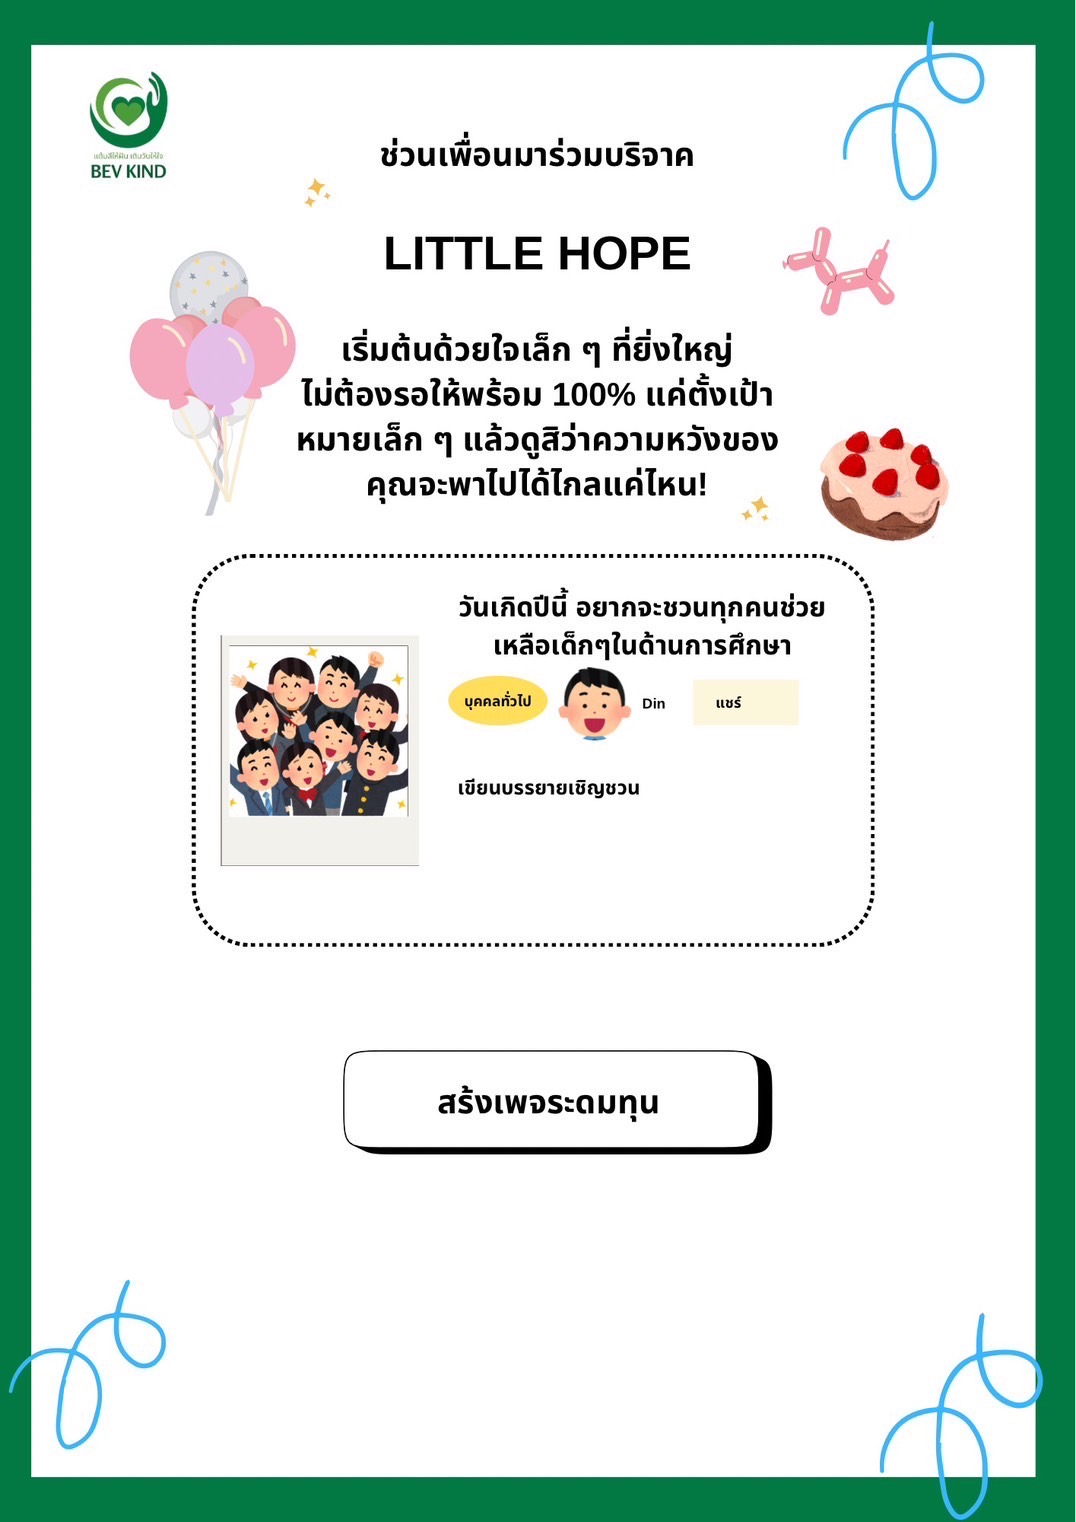 แต้มสีให้ฝัน เติมวันให้ใจ
BEV KIND
ช่วนเพื่อนมาร่วมบริจาค
LITTLE HOPE
เริ่มต้นด้วยใจเล็ก ๆ ที่ยิ่งใหญ่
ไม่ต้องรอให้พร้อม 100% แค่ตั้งเป้า
หมายเล็ก ๆ แล้วดูสิว่าความหวังของ
คุณจะพาไปได้ไกลแค่ไหน!
วันเกิดปีนี้ อยากจะชวนทุกคนช่วย
เหลือเด็กๆในด้านการศึกษา
บุคคลทั่วไป Din แชร์
เขียนบรรยายเชิญชวน
สร้งเพจระดมทุน